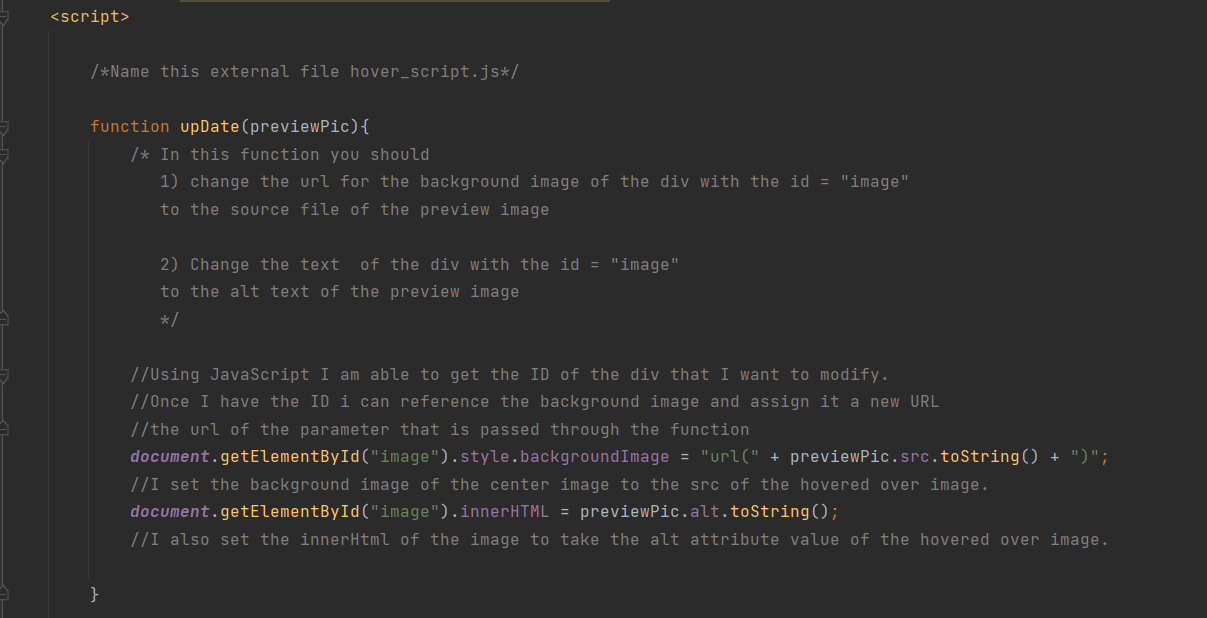 <script>
/*Name this external file hover_script.js*/
function upDate(previewPic){
/* In this function you should
1) change the url for the background image of the div with the id = "image"
to the source file of the preview image
2) Change the text  of the div with the id = "image"
to the alt text of the preview image
*/
//Using JavaScript I am able to get the ID of the div that I want to modify.
//Once I have the ID i can reference the background image and assign it a new URL
//the url of the parameter that is passed through the function
document.getElementById("image").style.backgroundImage = "url(" + previewPic.src.toString() + ")";
//I set the background image of the center image to the src of the hovered over image.
document.getElementById("image").innerHTML = previewPic.alt.toString();
//I also set the innerHtml of the image to take the alt attribute value of the hovered over image.
}